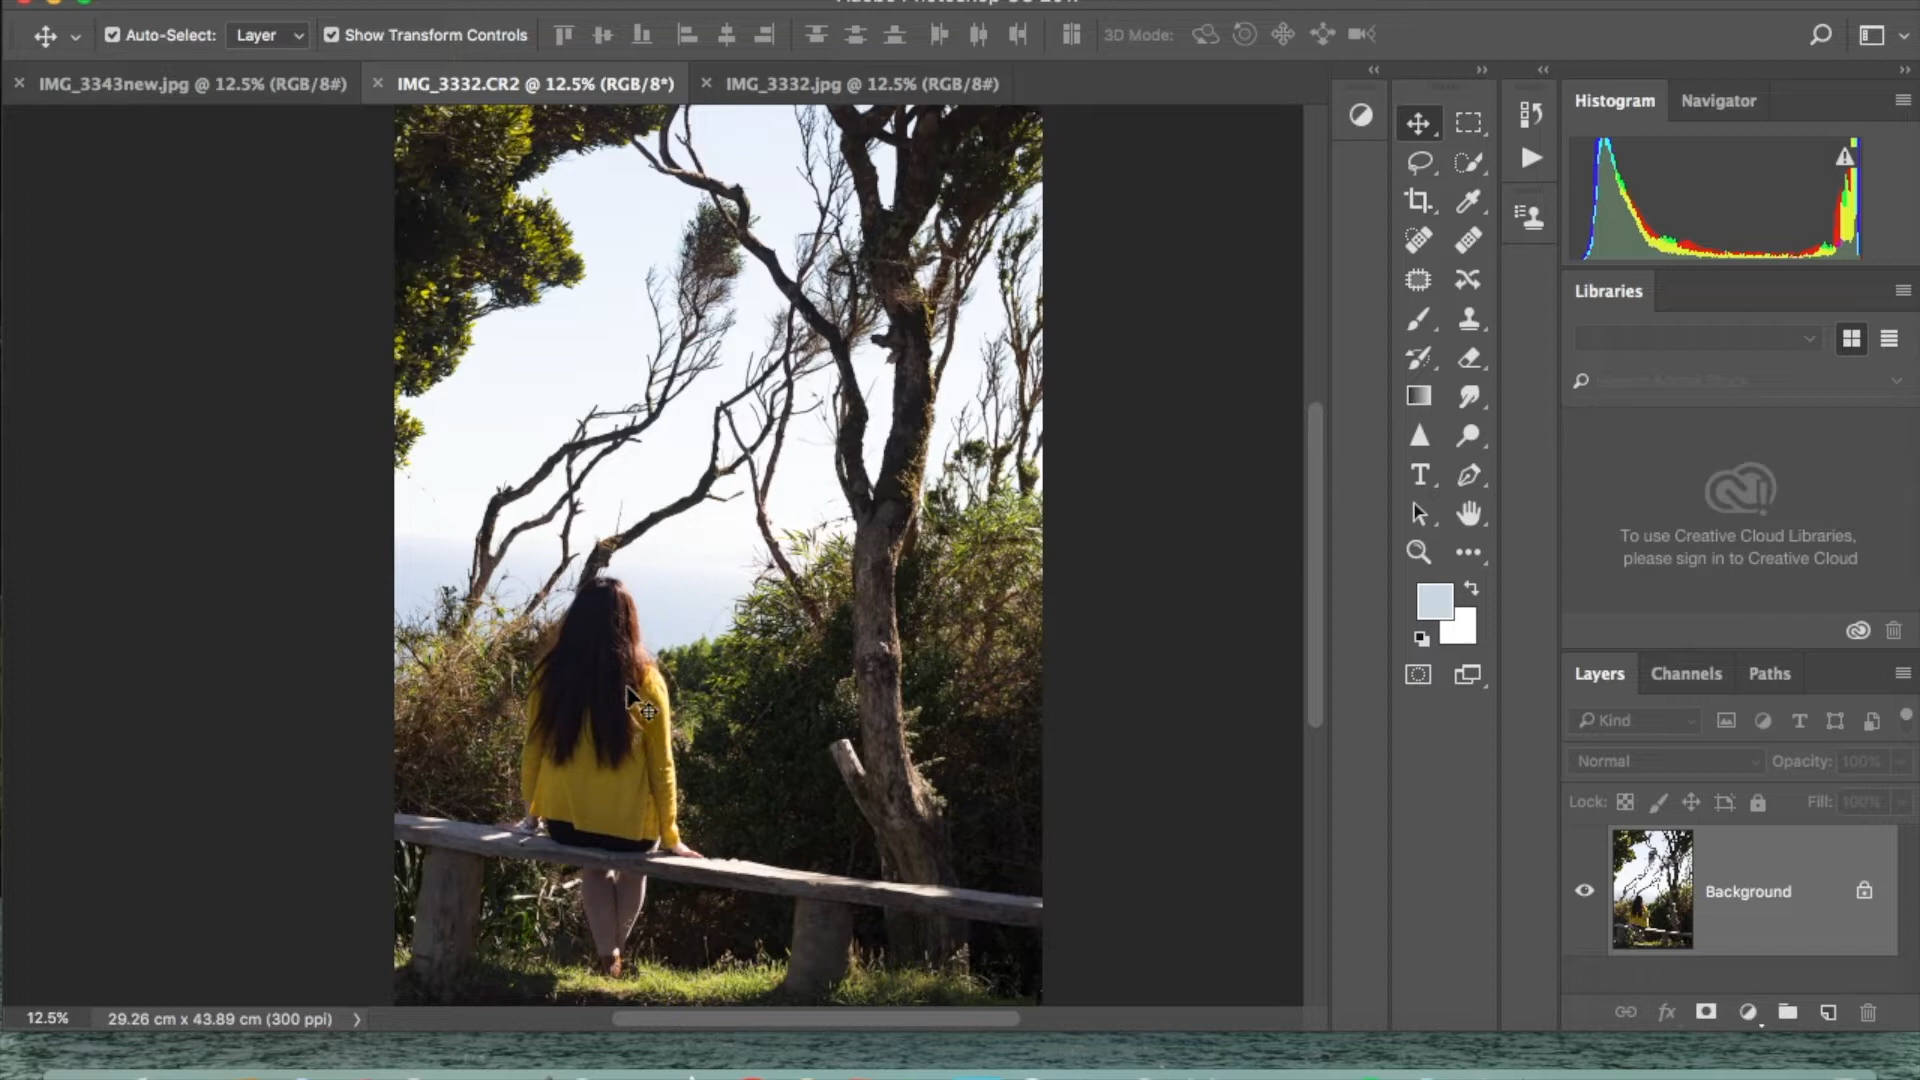 Auto-Select: Layer Show Transform Controls 3D Mode:
IMG_3343new.jpg @ 12.5% (RGB/8#) IMG_3332.CR2 @ 12.5% (RGB/8*) IMG_3332.jpg @ 12.5% (RGB/8#)
Histogram Navigator
Libraries
To use Creative Cloud Libraries,
please sign in to Creative Cloud
Layers Channels Paths
Kind
Normal Opacity: 100%
Lock: Fill: 100%
Background
12.5% 29.26 cm x 43.89 cm (300 ppi)